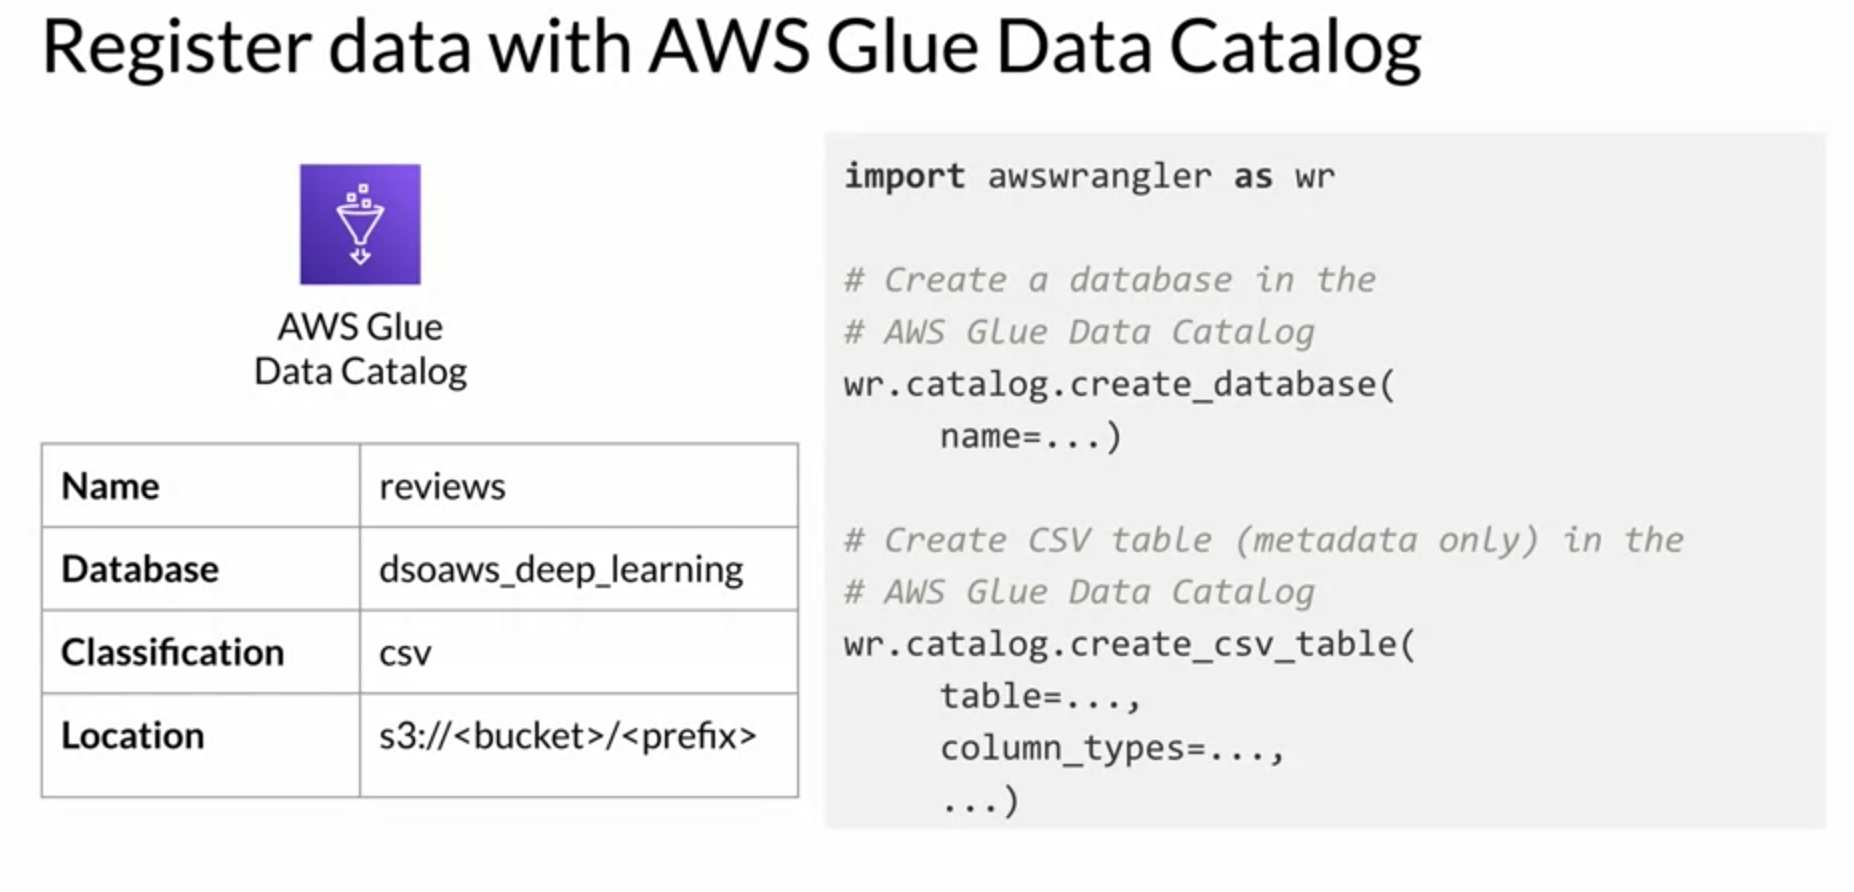 Register data with AWS Glue Data Catalog
AWS Glue
Data Catalog
Name reviews
Database dsoaws_deep_learning
Classification csv
Location s3://<bucket>/<prefix>
import awswrangler as wr
# Create a database in the
# AWS Glue Data Catalog
wr.catalog.create_database(
name=...)
# Create CSV table (metadata only) in the
# AWS Glue Data Catalog
wr.catalog.create_csv_table(
table=...,
column_types=...,
...)